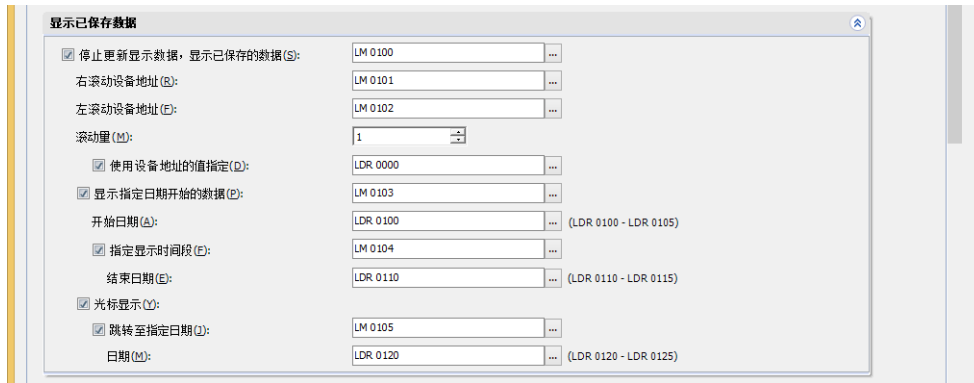 显示已保存数据
停止更新显示数据，显示已保存的数据(S): LM 0100 ...
右滚动设备地址(R): LM 0101 ...
左滚动设备地址(E): LM 0102 ...
滚动量(M): 1
使用设备地址的值指定(D): LDR 0000 ...
显示指定日期开始的数据(P): LM 0103 ...
开始日期(A): LDR 0100 ... (LDR 0100 - LDR 0105)
指定显示时间段(F): LM 0104 ...
结束日期(E): LDR 0110 ... (LDR 0110 - LDR 0115)
光标显示(Y):
跳转至指定日期(J): LM 0105 ...
日期(M): LDR 0120 ... (LDR 0120 - LDR 0125)